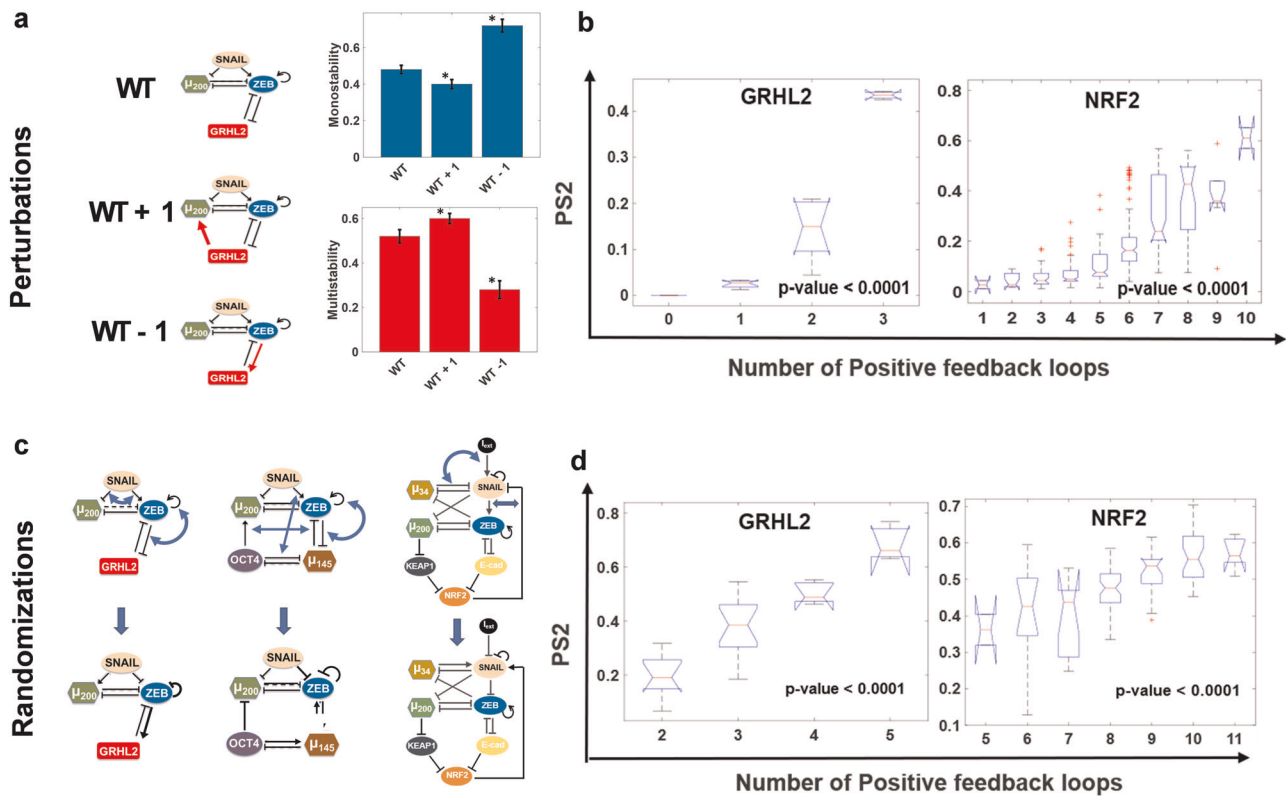 a
Perturbations
WT
SNAIL
μ200
ZEB
GRHL2
WT + 1
SNAIL
μ200
ZEB
GRHL2
WT - 1
SNAIL
μ200
ZEB
GRHL2
Monostability
0.6
0.4
0.2
0
*
*
WT
WT + 1
WT - 1
Multistability
0.6
0.4
0.2
0
*
*
WT
WT + 1
WT -1
b
PS2
GRHL2
0.4
0.3
0.2
0.1
0
p-value < 0.0001
0 1 2 3
NRF2
0.8
0.6
0.4
0.2
0
p-value < 0.0001
1 2 3 4 5 6 7 8 9 10
Number of Positive feedback loops
c
Randomizations
SNAIL
μ200
ZEB
GRHL2
SNAIL
μ200
ZEB
OCT4
μ145
Iext
μ34
SNAIL
μ200
ZEB
KEAP1
E-cad
NRF2
SNAIL
μ200
ZEB
GRHL2
SNAIL
μ200
ZEB
OCT4
μ145
Iext
μ34
SNAIL
μ200
ZEB
KEAP1
E-cad
NRF2
d
PS2
GRHL2
0.8
0.6
0.4
0.2
p-value < 0.0001
2 3 4 5
NRF2
0.7
0.6
0.5
0.4
0.3
0.2
0.1
p-value < 0.0001
5 6 7 8 9 10 11
Number of Positive feedback loops